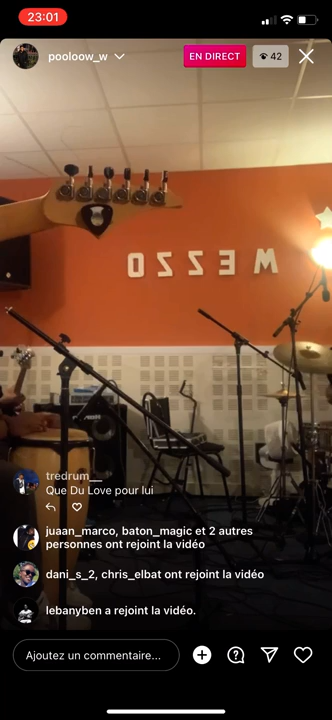 23:01
pooloow_w
EN DIRECT
42
MEZZO
tredrum__
Que Du Love pour lui
juaan_marco, baton_magic et 2 autres
personnes ont rejoint la vidéo
dani_s_2, chris_elbat ont rejoint la vidéo
lebanyben a rejoint la vidéo.
Ajoutez un commentaire...